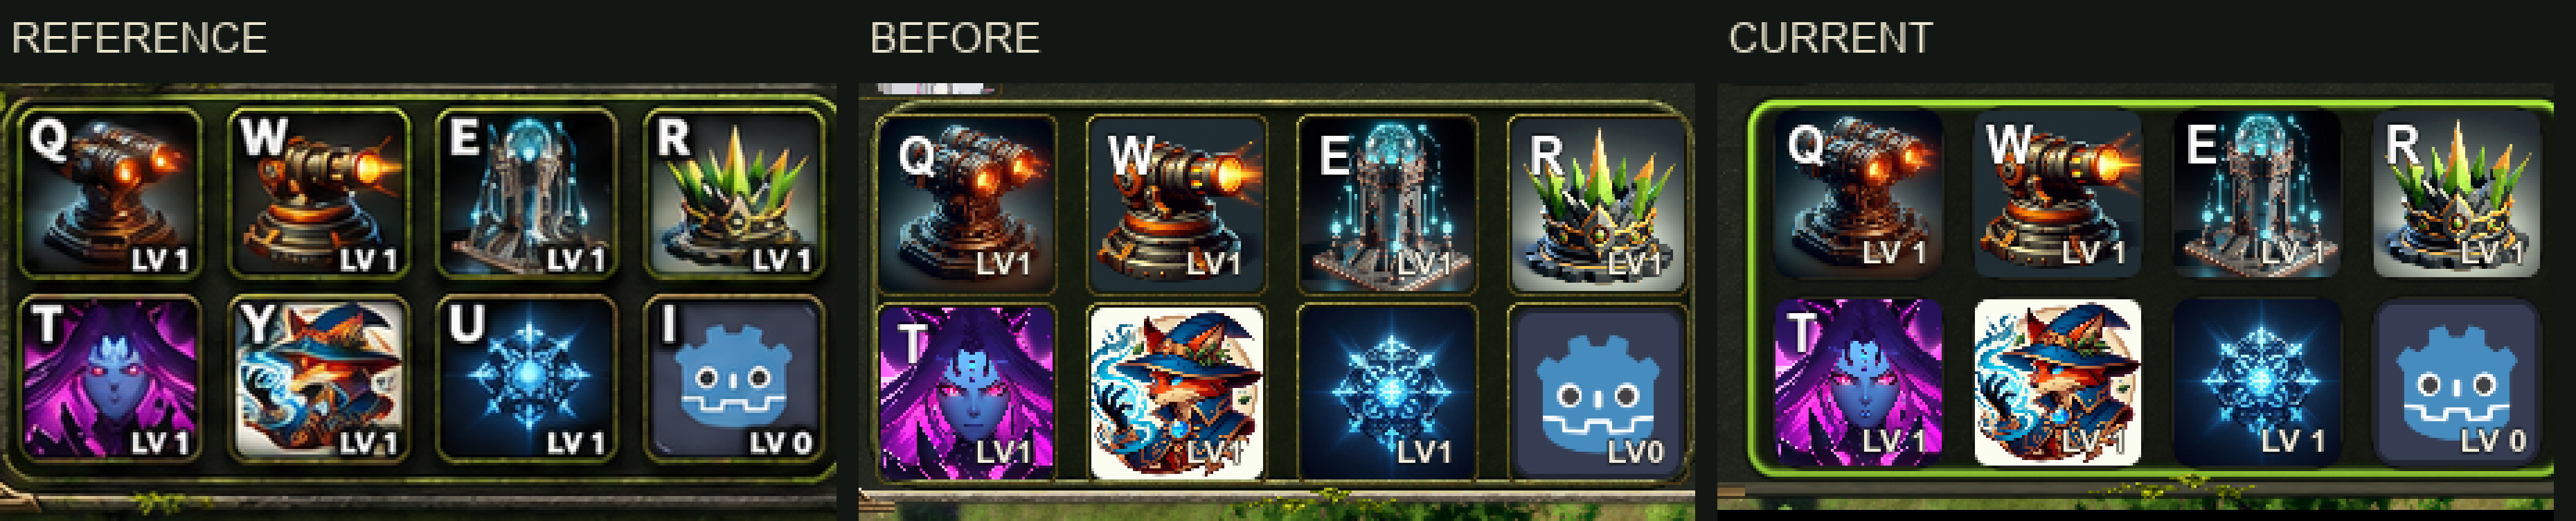 REFERENCE
BEFORE
CURRENT
Q W E R
LV 1 LV 1 LV 1 LV 1
T Y U I
LV 1 LV 1 LV 1 LV 0
Q W E R
LV1 LV1 LV1 LV1
T
LV1 LV1 LV1 LV0
Q W E R
LV 1 LV 1 LV 1 LV 1
T
LV 1 LV 1 LV 1 LV 0